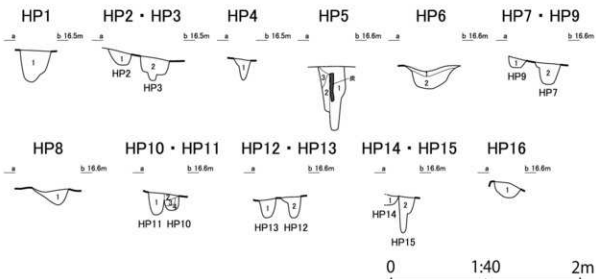 HP1 HP2・HP3 HP4 HP5 HP6 HP7・HP9
a b 16.5m a b 16.5m a b 16.5m a b 16.6m a b 16.6m a b 16.6m
1 1 2 1 3 2 1 1 2 1 2
HP2 HP3 HP9 HP7
HP8 HP10・HP11 HP12・HP13 HP14・HP15 HP16
a b 16.6m a b 16.6m a b 16.6m a b 16.6m a b 16.6m
1 1 2 1 2 1 2 1
HP11 HP10 HP13 HP12 HP14 HP15
0 1:40 2m